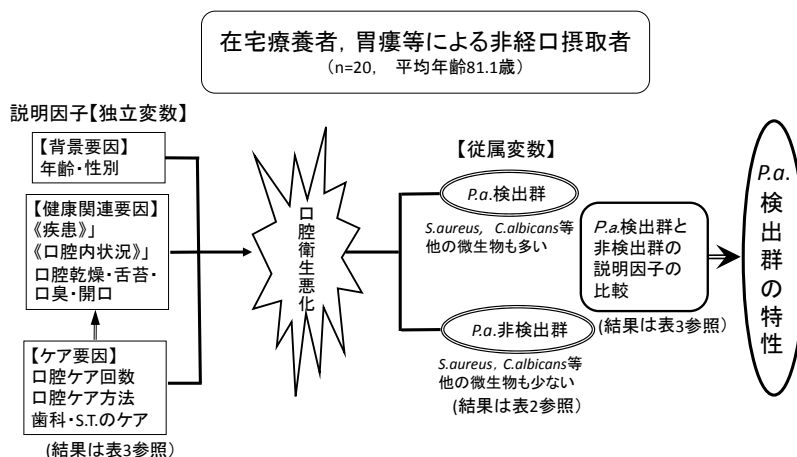 在宅療養者，胃瘻等による非経口摂取者
（n=20，　平均年齢81.1歳）
説明因子【独立変数】
【背景要因】
年齢・性別
【健康関連要因】
《疾患》」
《口腔内状況》」
口腔乾燥・舌苔・
口臭・開口
【ケア要因】
口腔ケア回数
口腔ケア方法
歯科・S.T.のケア
(結果は表3参照)
口腔衛生悪化
【従属変数】
P.a.検出群
S.aureus, C.albicans等
他の微生物も多い
P.a.非検出群
S.aureus, C.albicans等
他の微生物も少ない
(結果は表2参照)
P.a.検出群と
非検出群の
説明因子の
比較
(結果は表3参照)
P.a.検出群の特性